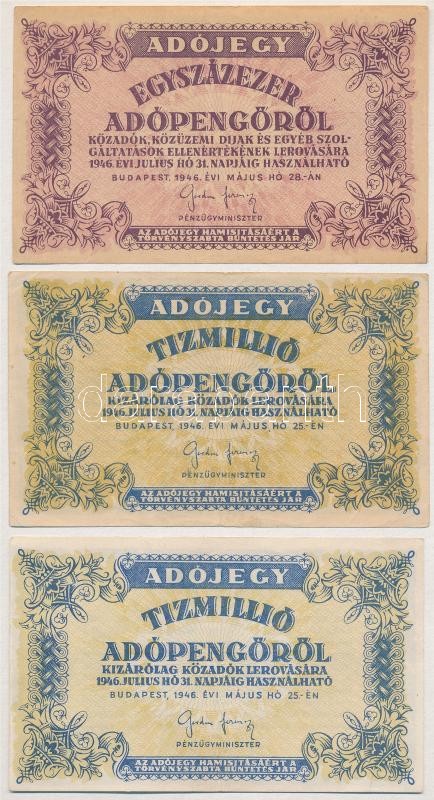 ADÓJEGY
EGYSZÁZEZER
ADÓPENGŐRŐL
KÖZADÓK, KÖZÜZEMI DIJAK ÉS EGYÉB SZOL-
GÁLTATÁSOK ELLENÉRTÉKÉNEK LEROVÁSÁRA
1946. ÉVI JULIUS HÓ 31. NAPJÁIG HASZNÁLHATÓ
BUDAPEST, 1946. ÉVI MÁJUS HÓ 28.-ÁN
PÉNZÜGYMINISZTER
AZ ADÓJEGY HAMISITÁSÁÉRT A
TÖRVÉNYSZABTA BÜNTETÉS JÁR
ADÓJEGY
TIZMILLIÓ
ADÓPENGŐRŐL
KIZÁRÓLAG KÖZADÓK LEROVÁSÁRA
1946. JULIUS HÓ 31. NAPJÁIG HASZNÁLHATÓ
BUDAPEST, 1946. ÉVI MÁJUS HÓ 25.-ÉN
PÉNZÜGYMINISZTER
AZ ADÓJEGY HAMISITÁSÁÉRT A
TÖRVÉNYSZABTA BÜNTETÉS JÁR
ADÓJEGY
TIZMILLIÓ
ADÓPENGŐRŐL
KIZÁRÓLAG KÖZADÓK LEROVÁSÁRA
1946. JULIUS HÓ 31. NAPJÁIG HASZNÁLHATÓ
BUDAPEST, 1946. ÉVI MÁJUS HÓ 25.-ÉN
PÉNZÜGYMINISZTER
AZ ADÓJEGY HAMISITÁSÁÉRT A
TÖRVÉNYSZABTA BÜNTETÉS JÁR